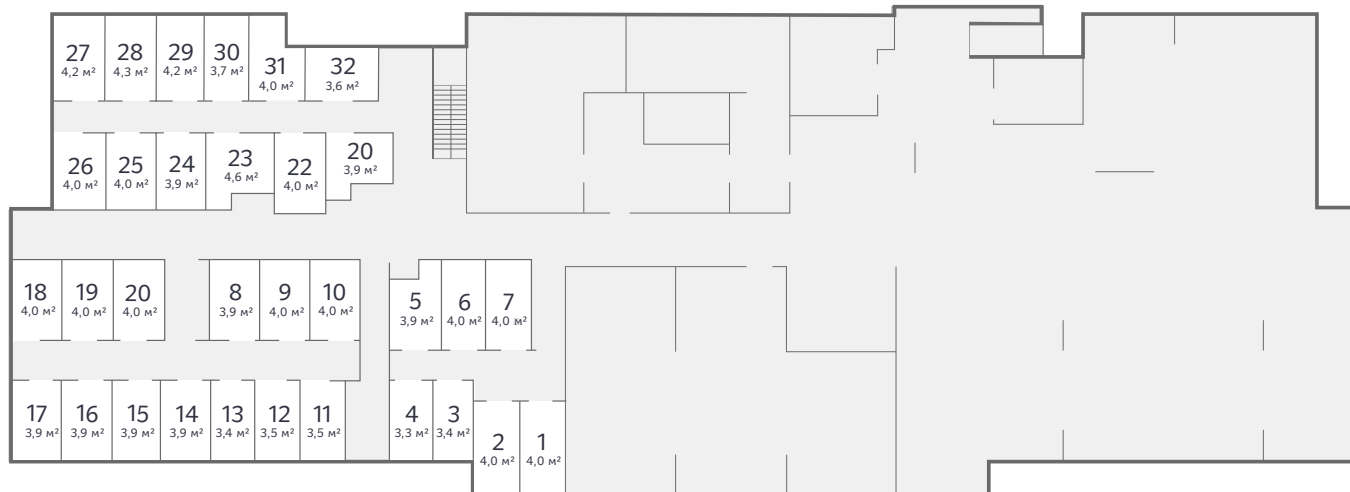 27
4,2 м²
28
4,3 м²
29
4,2 м²
30
3,7 м²
31
4,0 м²
32
3,6 м²
26
4,0 м²
25
4,0 м²
24
3,9 м²
23
4,6 м²
22
4,0 м²
20
3,9 м²
18
4,0 м²
19
4,0 м²
20
4,0 м²
8
3,9 м²
9
4,0 м²
10
4,0 м²
5
3,9 м²
6
4,0 м²
7
4,0 м²
17
3,9 м²
16
3,9 м²
15
3,9 м²
14
3,9 м²
13
3,4 м²
12
3,5 м²
11
3,5 м²
4
3,3 м²
3
3,4 м²
2
4,0 м²
1
4,0 м²